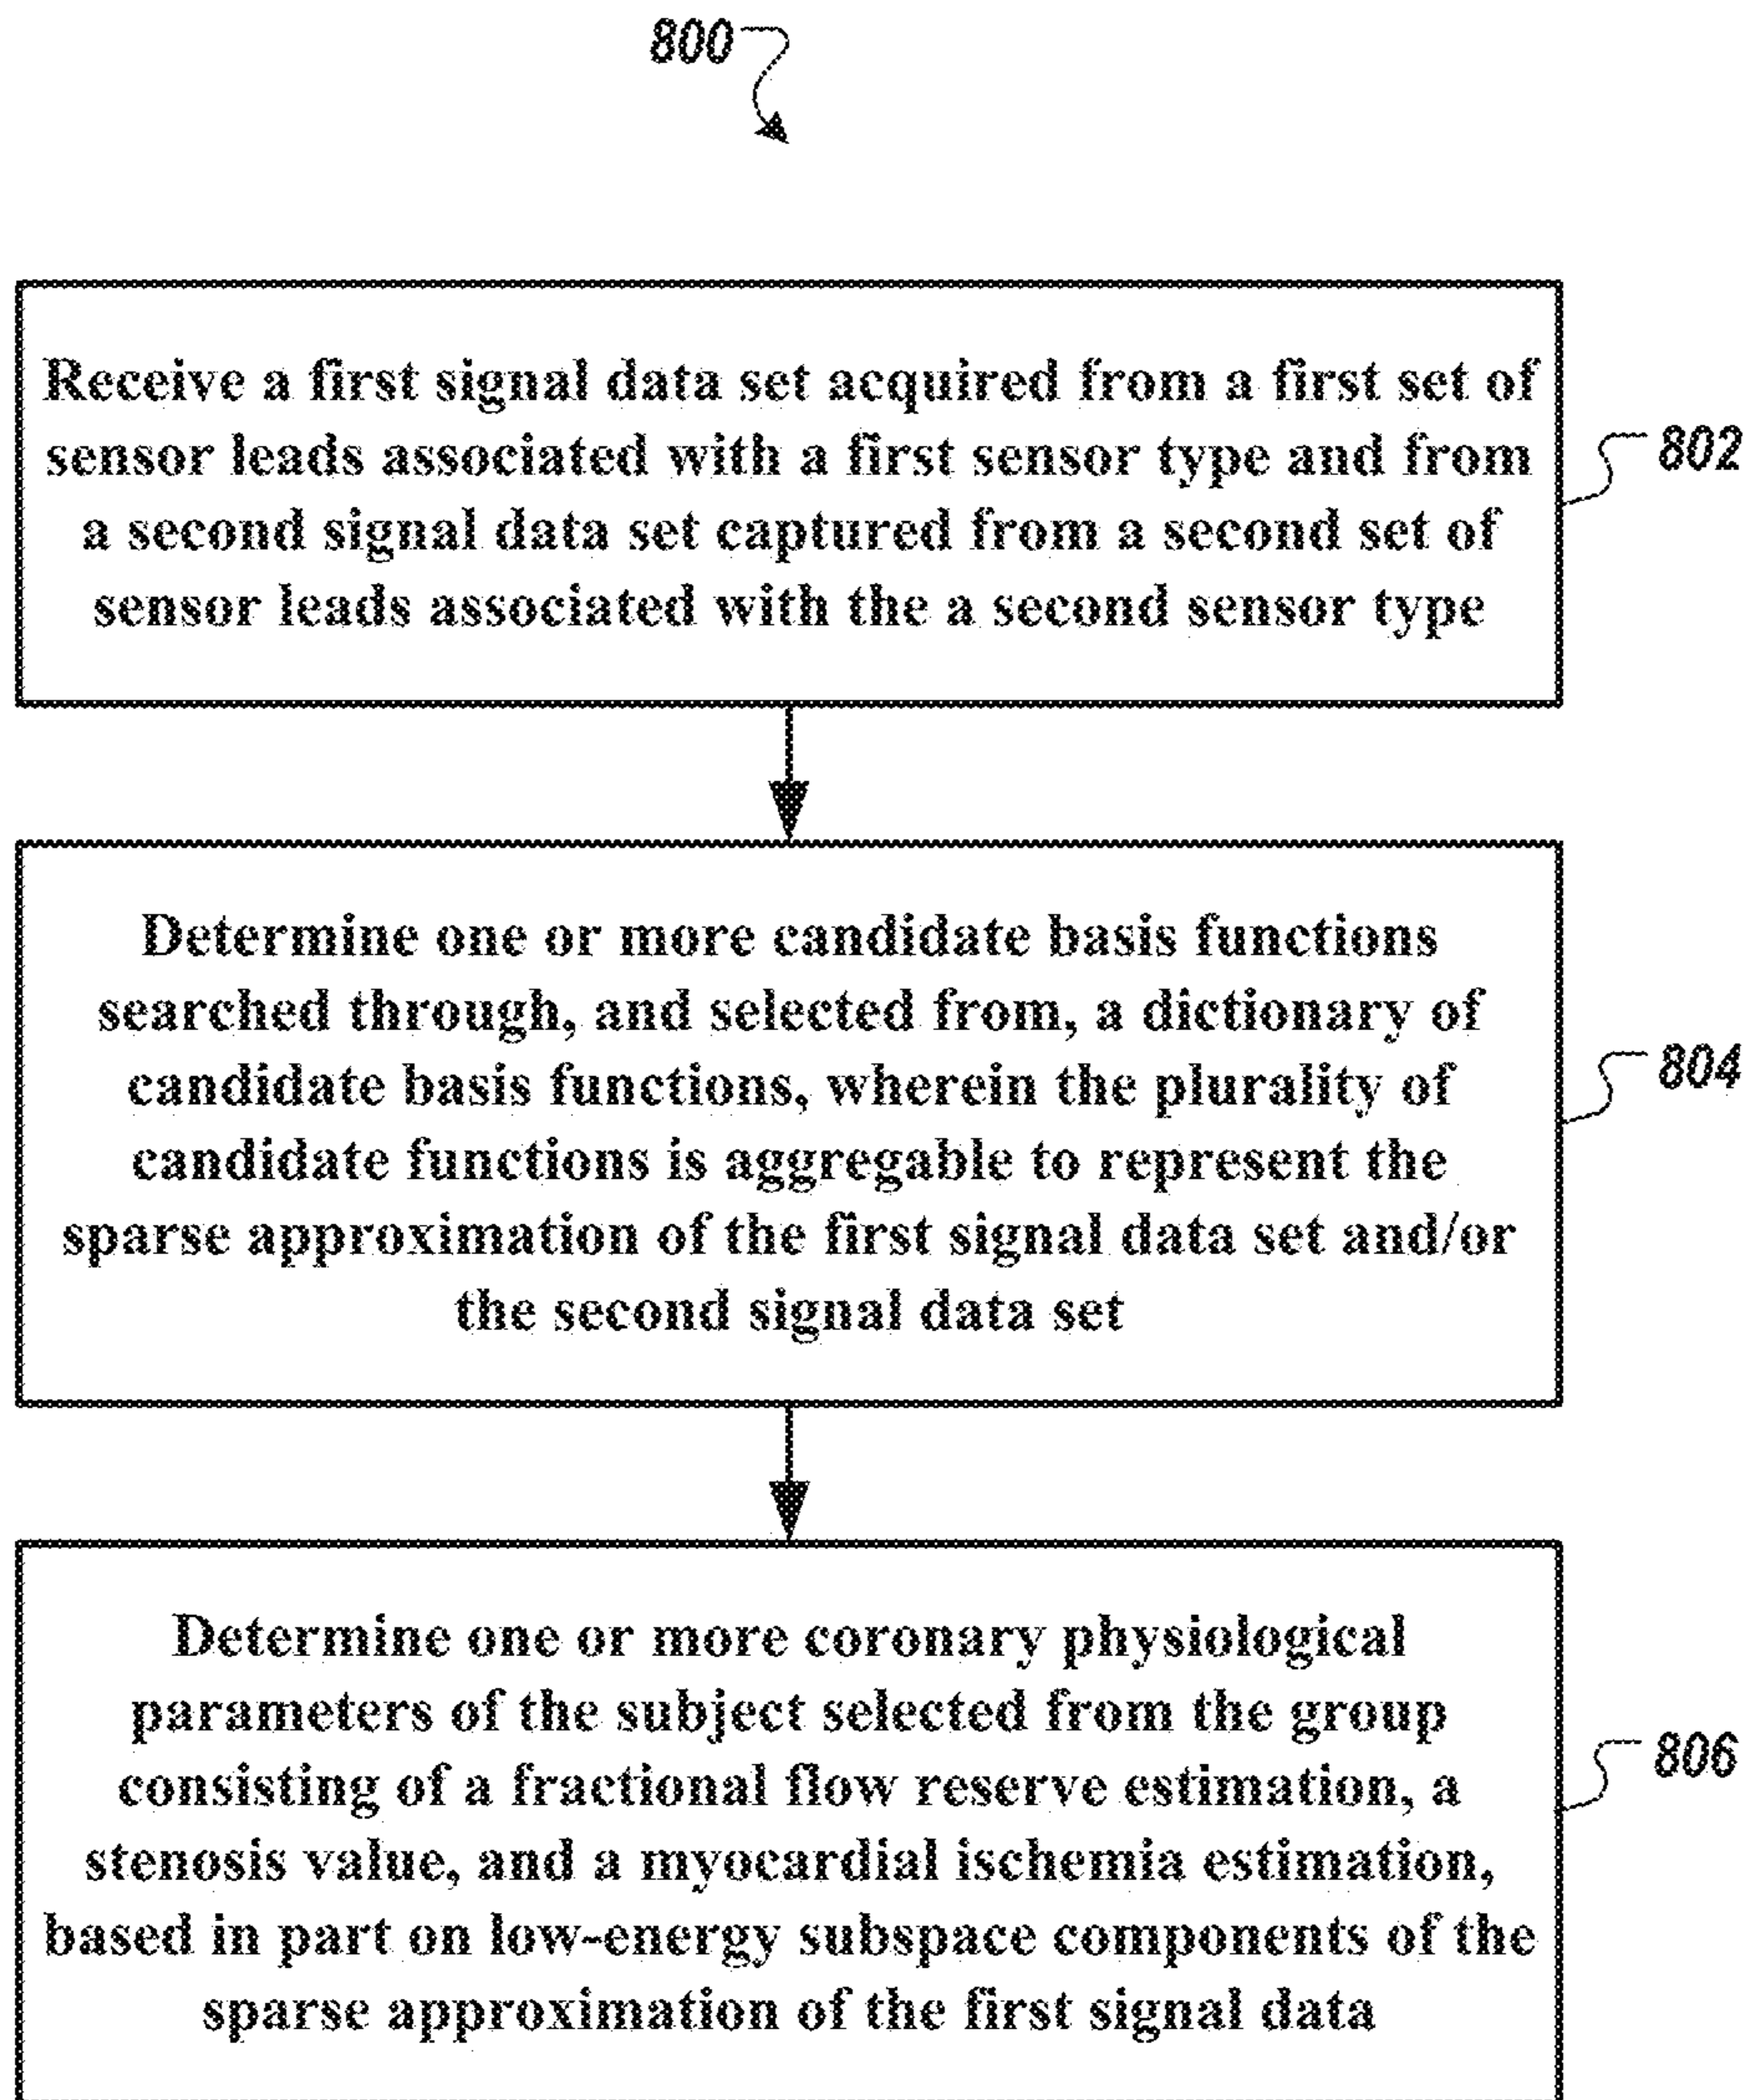 800
Receive a first signal data set acquired from a first set of
sensor leads associated with a first sensor type and from
a second signal data set captured from a second set of
sensor leads associated with the a second sensor type
802
Determine one or more candidate basis functions
searched through, and selected from, a dictionary of
candidate basis functions, wherein the plurality of
candidate functions is aggregable to represent the
sparse approximation of the first signal data set and/or
the second signal data set
804
Determine one or more coronary physiological
parameters of the subject selected from the group
consisting of a fractional flow reserve estimation, a
stenosis value, and a myocardial ischemia estimation,
based in part on low-energy subspace components of the
sparse approximation of the first signal data
806